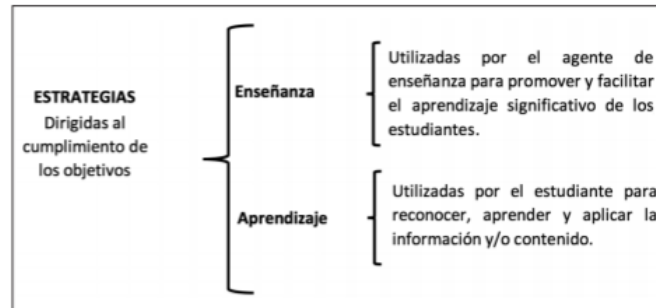 ESTRATEGIAS
Dirigidas al
cumplimiento de
los objetivos
Enseñanza
Utilizadas por el agente de
enseñanza para promover y facilitar
el aprendizaje significativo de los
estudiantes.
Aprendizaje
Utilizadas por el estudiante para
reconocer, aprender y aplicar la
información y/o contenido.